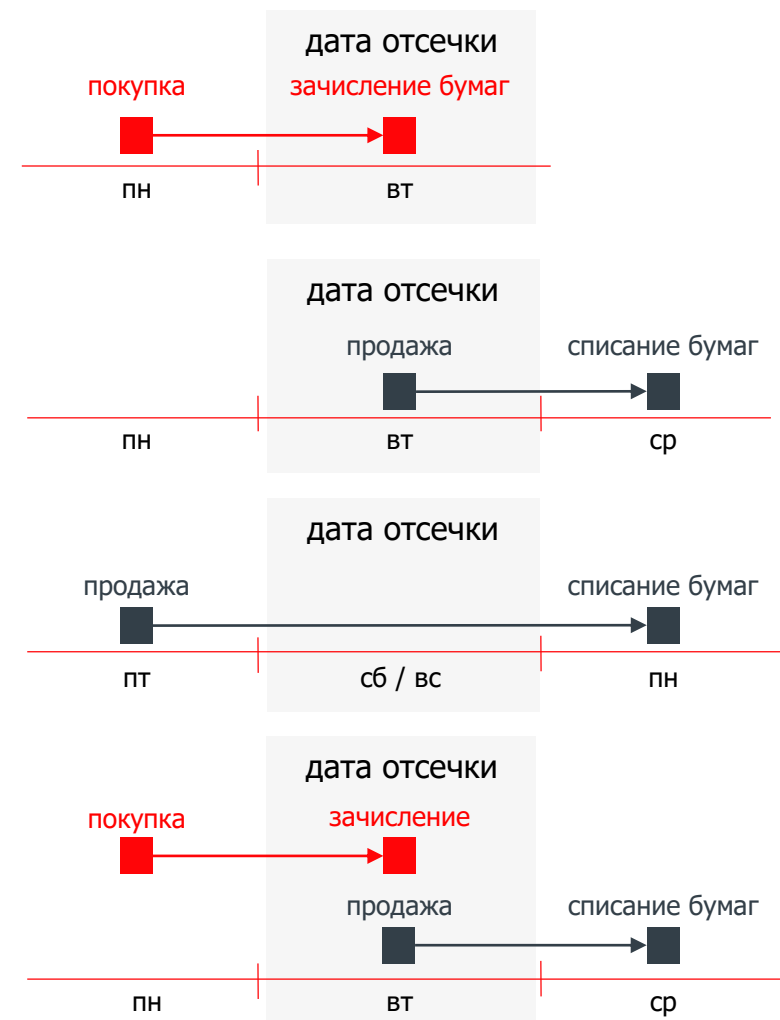 дата отсечки
покупка зачисление бумаг
пн вт
дата отсечки
продажа списание бумаг
пн вт ср
дата отсечки
продажа списание бумаг
пт сб / вс пн
дата отсечки
покупка зачисление
продажа списание бумаг
пн вт ср